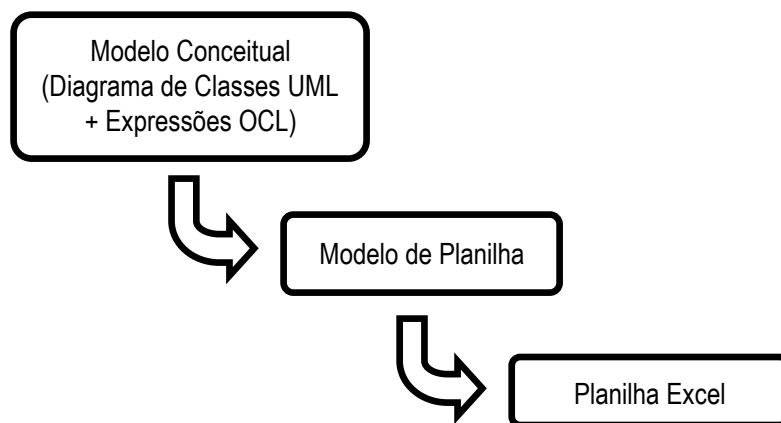 Modelo Conceitual
(Diagrama de Classes UML
+ Expressões OCL)
Modelo de Planilha
Planilha Excel